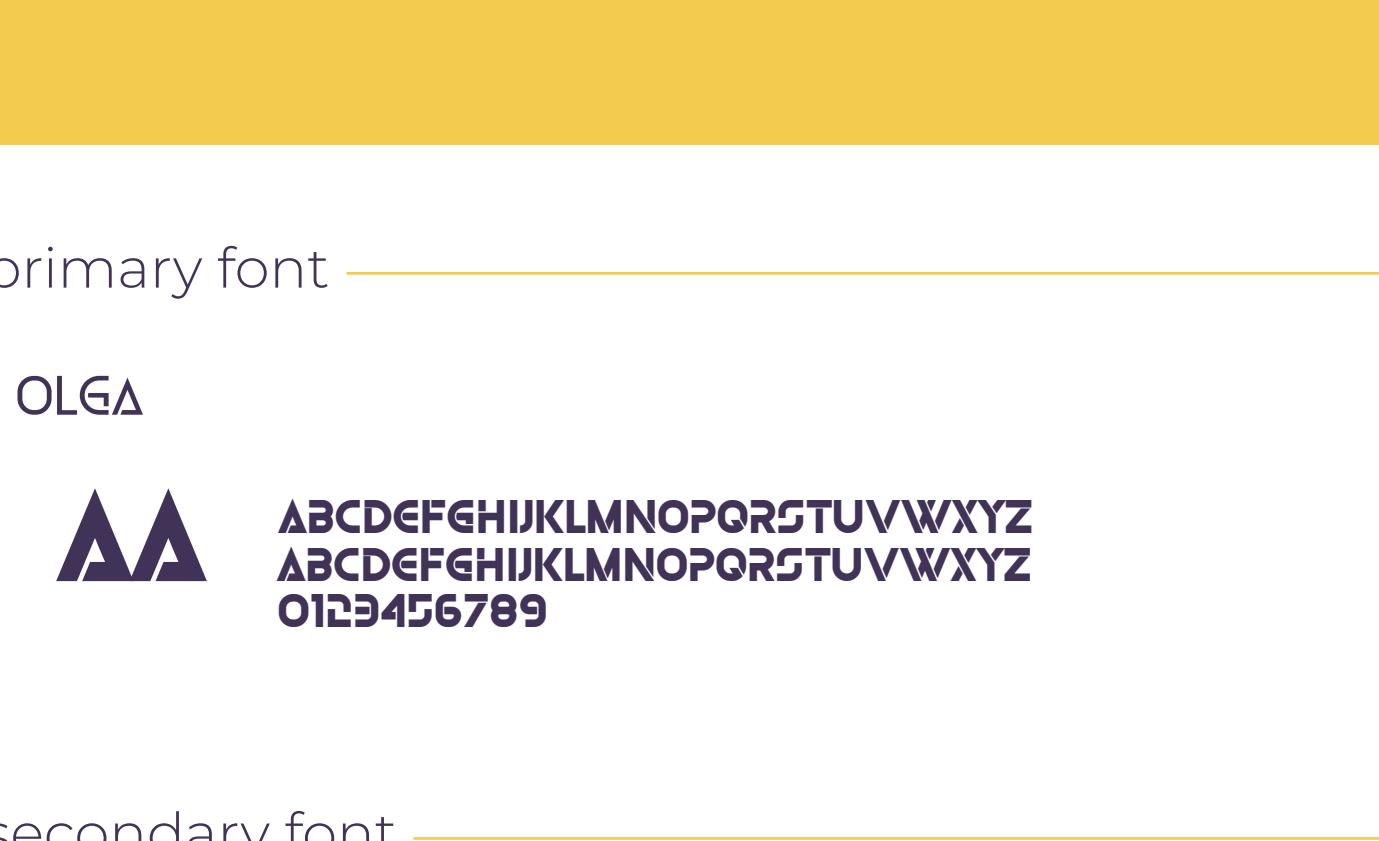 primary font
OLGA
AA
ABCDEFGHIJKLMNOPQRSTUVWXYZ
ABCDEFGHIJKLMNOPQRSTUVWXYZ
0123456789
secondary font